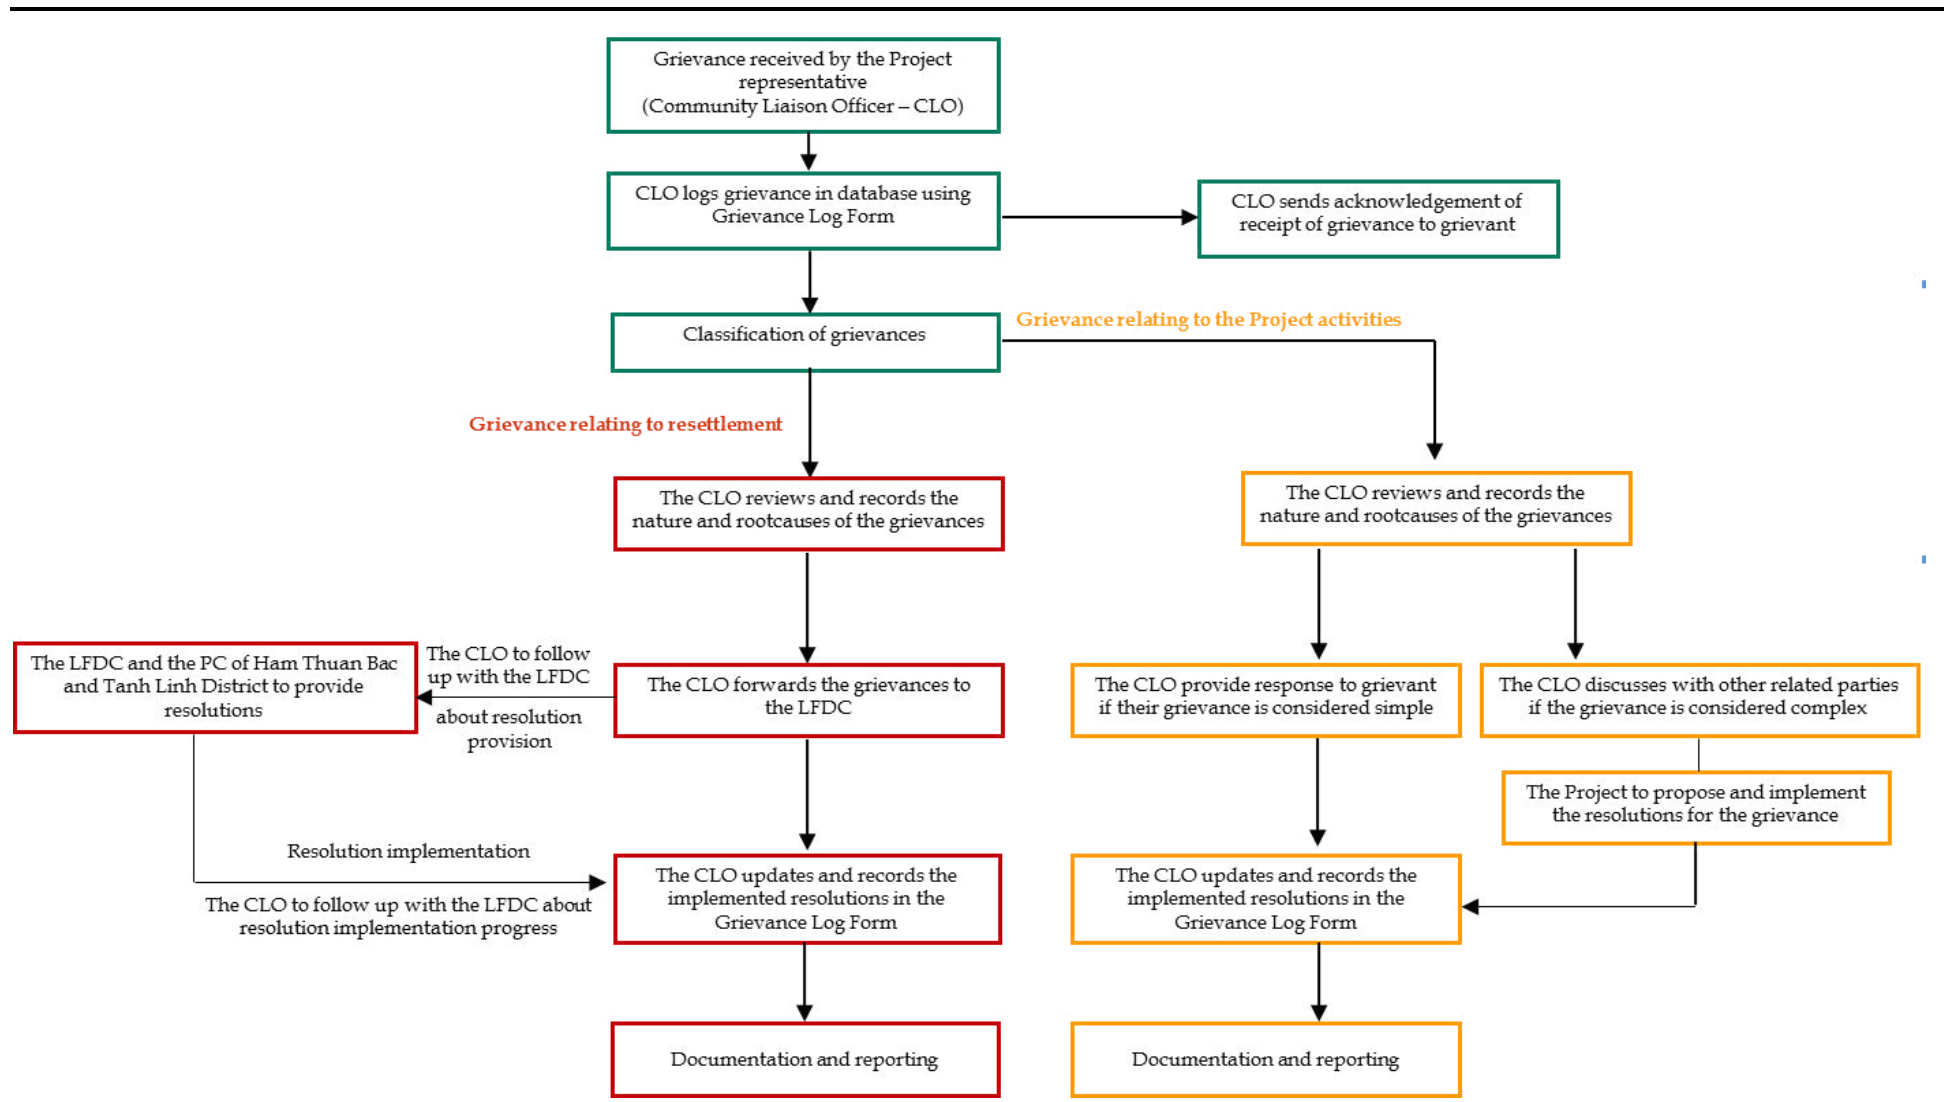 Grievance received by the Project
representative
(Community Liaison Officer – CLO)
CLO logs grievance in database using
Grievance Log Form
CLO sends acknowledgement of
receipt of grievance to grievant
Classification of grievances
Grievance relating to the Project activities
Grievance relating to resettlement
The CLO reviews and records the
nature and rootcauses of the grievances
The CLO reviews and records the
nature and rootcauses of the grievances
The LFDC and the PC of Ham Thuan Bac
and Tanh Linh District to provide
resolutions
The CLO to follow
up with the LFDC
about resolution
provision
The CLO forwards the grievances to
the LFDC
The CLO provide response to grievant
if their grievance is considered simple
The CLO discusses with other related parties
if the grievance is considered complex
The Project to propose and implement
the resolutions for the grievance
Resolution implementation
The CLO to follow up with the LFDC about
resolution implementation progress
The CLO updates and records the
implemented resolutions in the
Grievance Log Form
The CLO updates and records the
implemented resolutions in the
Grievance Log Form
Documentation and reporting
Documentation and reporting